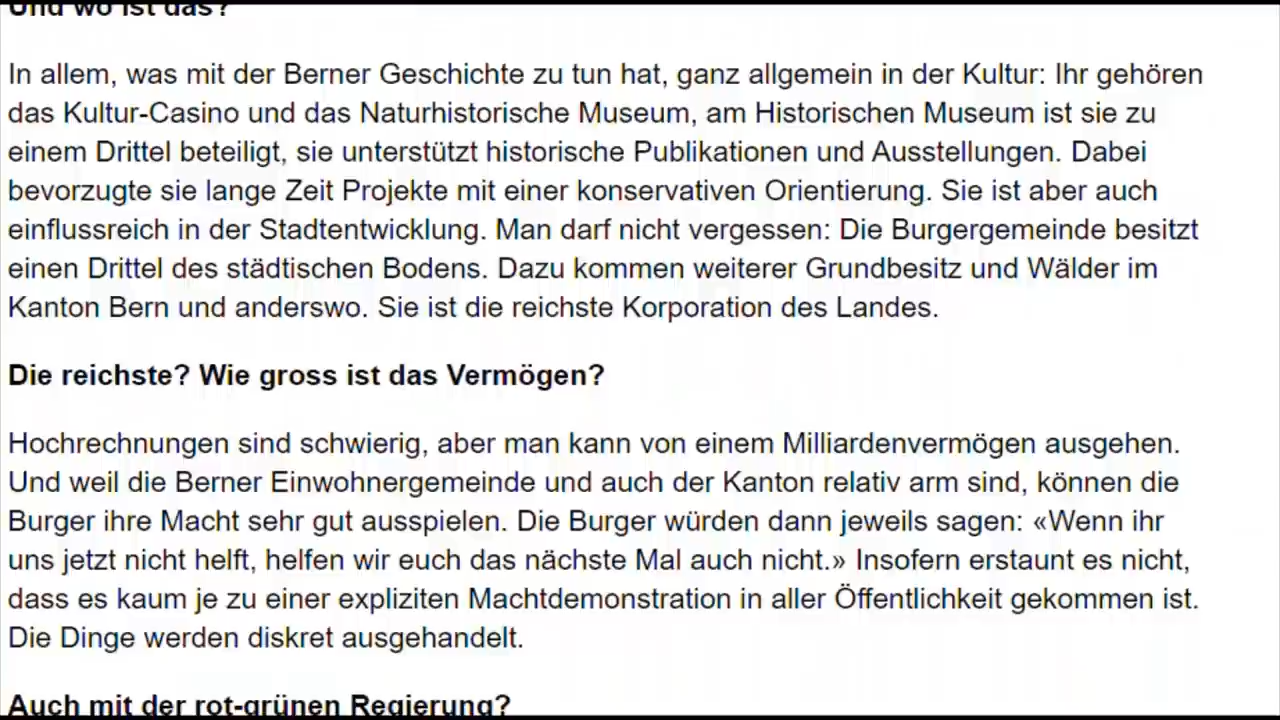 Und wo ist das?
In allem, was mit der Berner Geschichte zu tun hat, ganz allgemein in der Kultur: Ihr gehören
das Kultur-Casino und das Naturhistorische Museum, am Historischen Museum ist sie zu
einem Drittel beteiligt, sie unterstützt historische Publikationen und Ausstellungen. Dabei
bevorzugte sie lange Zeit Projekte mit einer konservativen Orientierung. Sie ist aber auch
einflussreich in der Stadtentwicklung. Man darf nicht vergessen: Die Burgergemeinde besitzt
einen Drittel des städtischen Bodens. Dazu kommen weiterer Grundbesitz und Wälder im
Kanton Bern und anderswo. Sie ist die reichste Korporation des Landes.
Die reichste? Wie gross ist das Vermögen?
Hochrechnungen sind schwierig, aber man kann von einem Milliardenvermögen ausgehen.
Und weil die Berner Einwohnergemeinde und auch der Kanton relativ arm sind, können die
Burger ihre Macht sehr gut ausspielen. Die Burger würden dann jeweils sagen: «Wenn ihr
uns jetzt nicht helft, helfen wir euch das nächste Mal auch nicht.» Insofern erstaunt es nicht,
dass es kaum je zu einer expliziten Machtdemonstration in aller Öffentlichkeit gekommen ist.
Die Dinge werden diskret ausgehandelt.
Auch mit der rot-grünen Regierung?